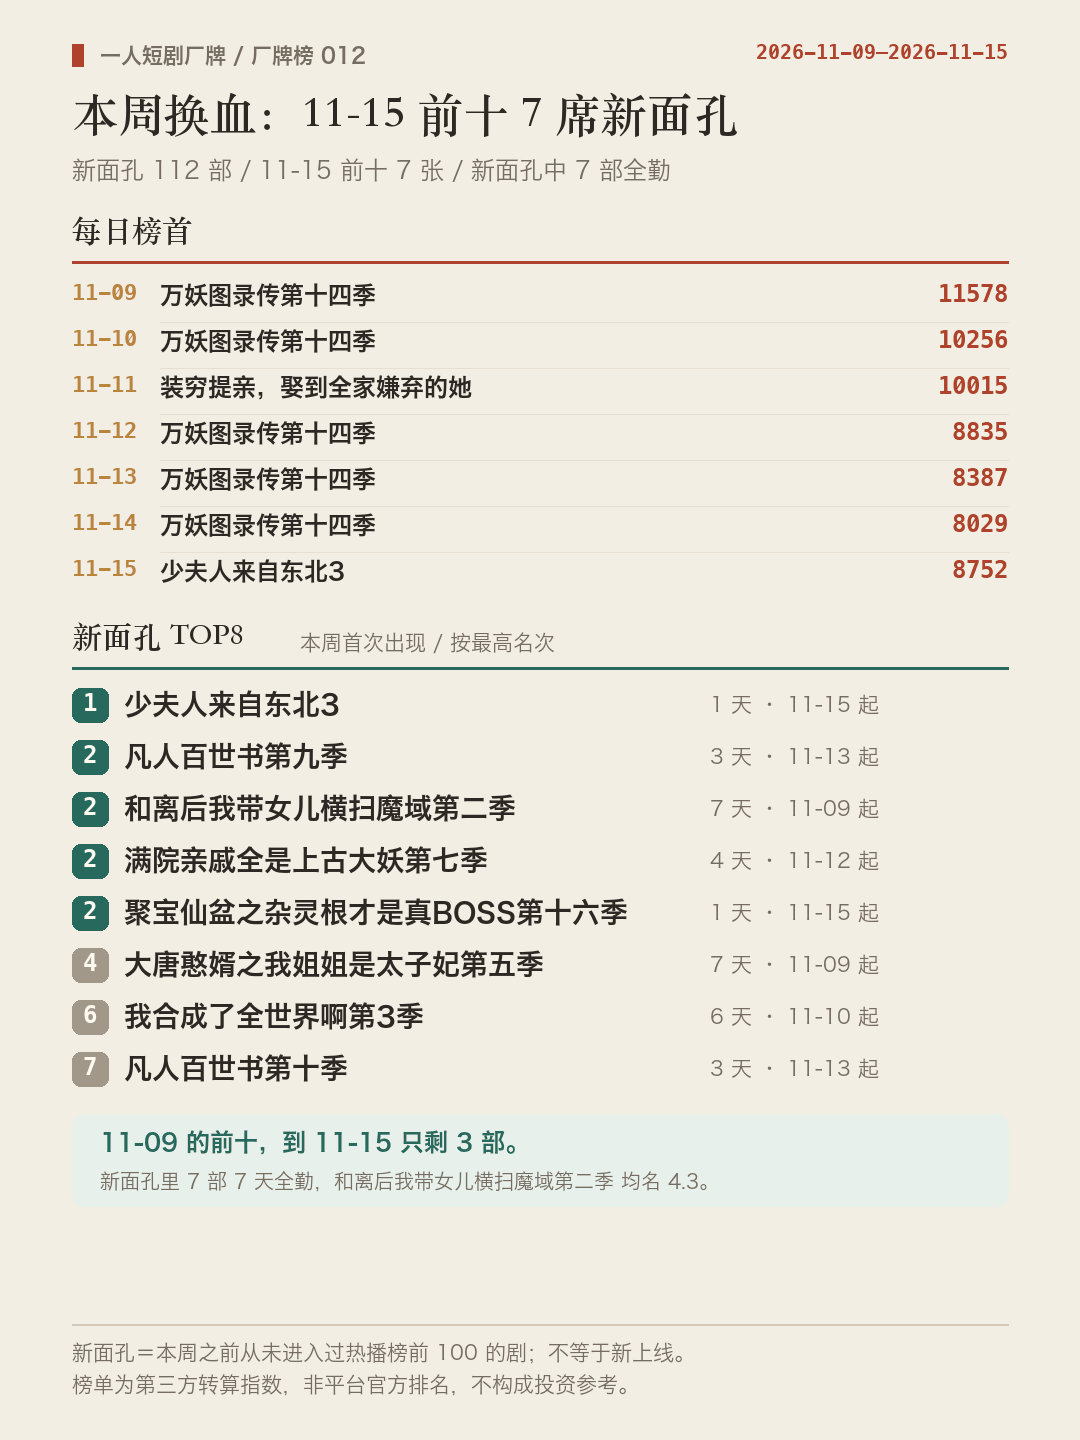 一人短剧厂牌 / 厂牌榜 012
2026-11-09—2026-11-15
本周换血：11-15 前十 7 席新面孔
新面孔 112 部 / 11-15 前十 7 张 / 新面孔中 7 部全勤
每日榜首
11-09 万妖图录传第十四季 11578
11-10 万妖图录传第十四季 10256
11-11 装穷提亲，娶到全家嫌弃的她 10015
11-12 万妖图录传第十四季 8835
11-13 万妖图录传第十四季 8387
11-14 万妖图录传第十四季 8029
11-15 少夫人来自东北3 8752
新面孔 TOP8 本周首次出现 / 按最高名次
1 少夫人来自东北3 1 天 · 11-15 起
2 凡人百世书第九季 3 天 · 11-13 起
2 和离后我带女儿横扫魔域第二季 7 天 · 11-09 起
2 满院亲戚全是上古大妖第七季 4 天 · 11-12 起
2 聚宝仙盆之杂灵根才是真BOSS第十六季 1 天 · 11-15 起
4 大唐憨婿之我姐姐是太子妃第五季 7 天 · 11-09 起
6 我合成了全世界啊第3季 6 天 · 11-10 起
7 凡人百世书第十季 3 天 · 11-13 起
11-09 的前十，到 11-15 只剩 3 部。
新面孔里 7 部 7 天全勤，和离后我带女儿横扫魔域第二季 均名 4.3。
新面孔＝本周之前从未进入过热播榜前 100 的剧；不等于新上线。
榜单为第三方转算指数，非平台官方排名，不构成投资参考。